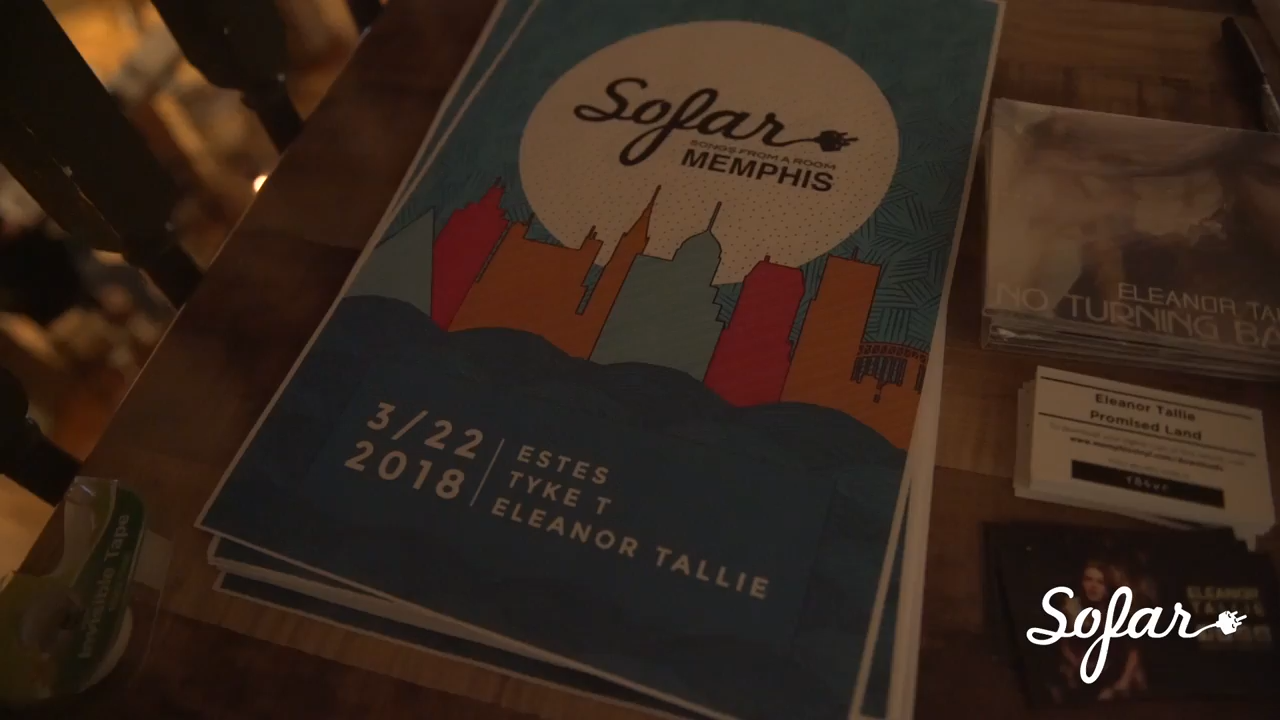 Sofar
SONGS FROM A ROOM
MEMPHIS
3/22
2018
ESTES
TYKE T
ELEANOR TALLIE
ELEANOR TA
NO TURNING BA
Eleanor Tallie
Promised Land
Invisible Tape
ELEANOR
Sofar